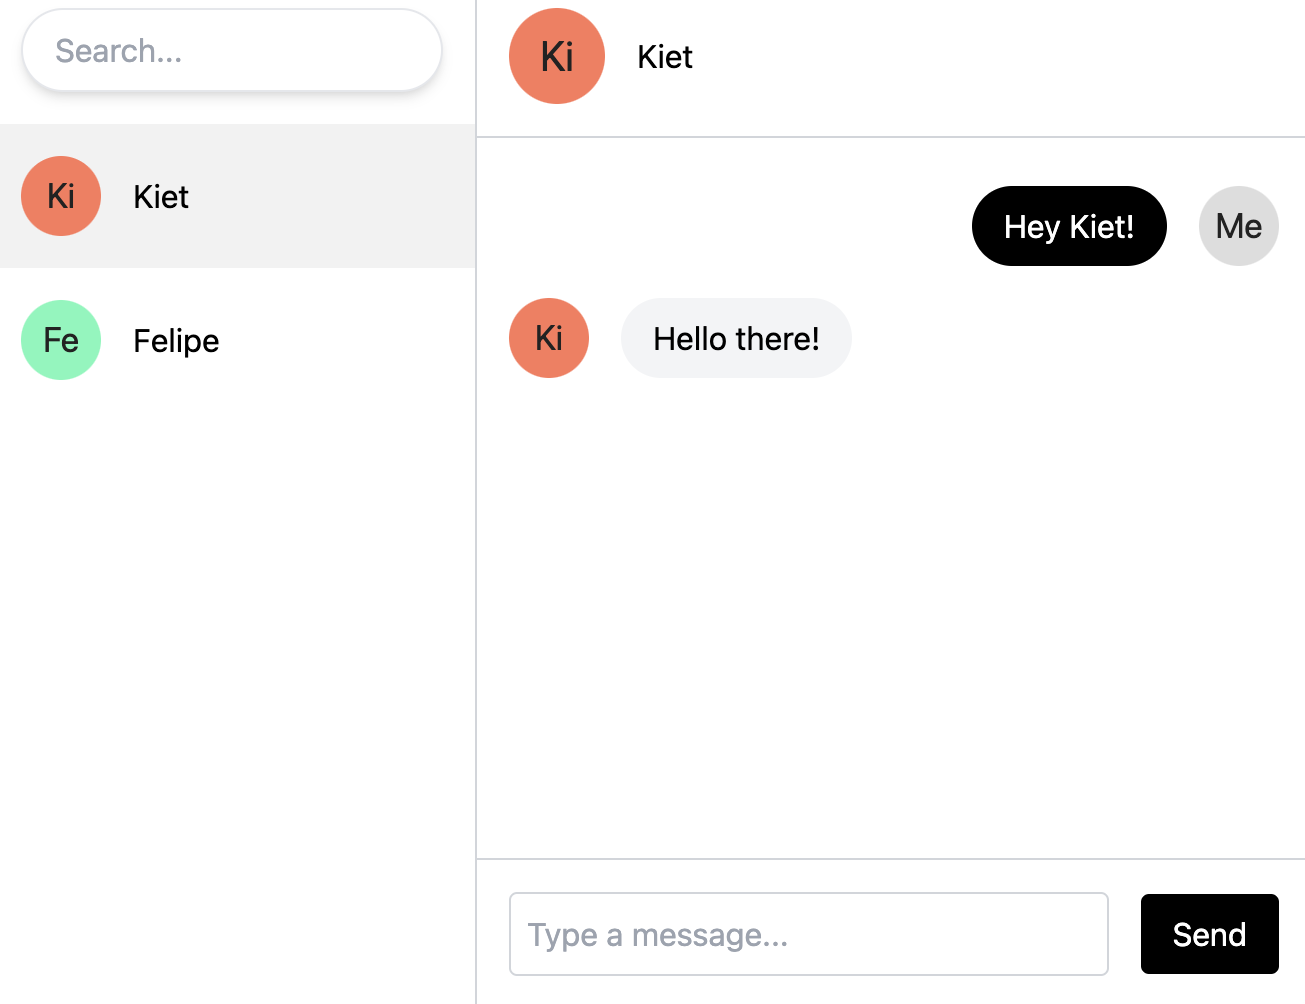 Search...
Ki Kiet
Fe Felipe
Ki Kiet
Hey Kiet! Me
Ki Hello there!
Type a message... Send